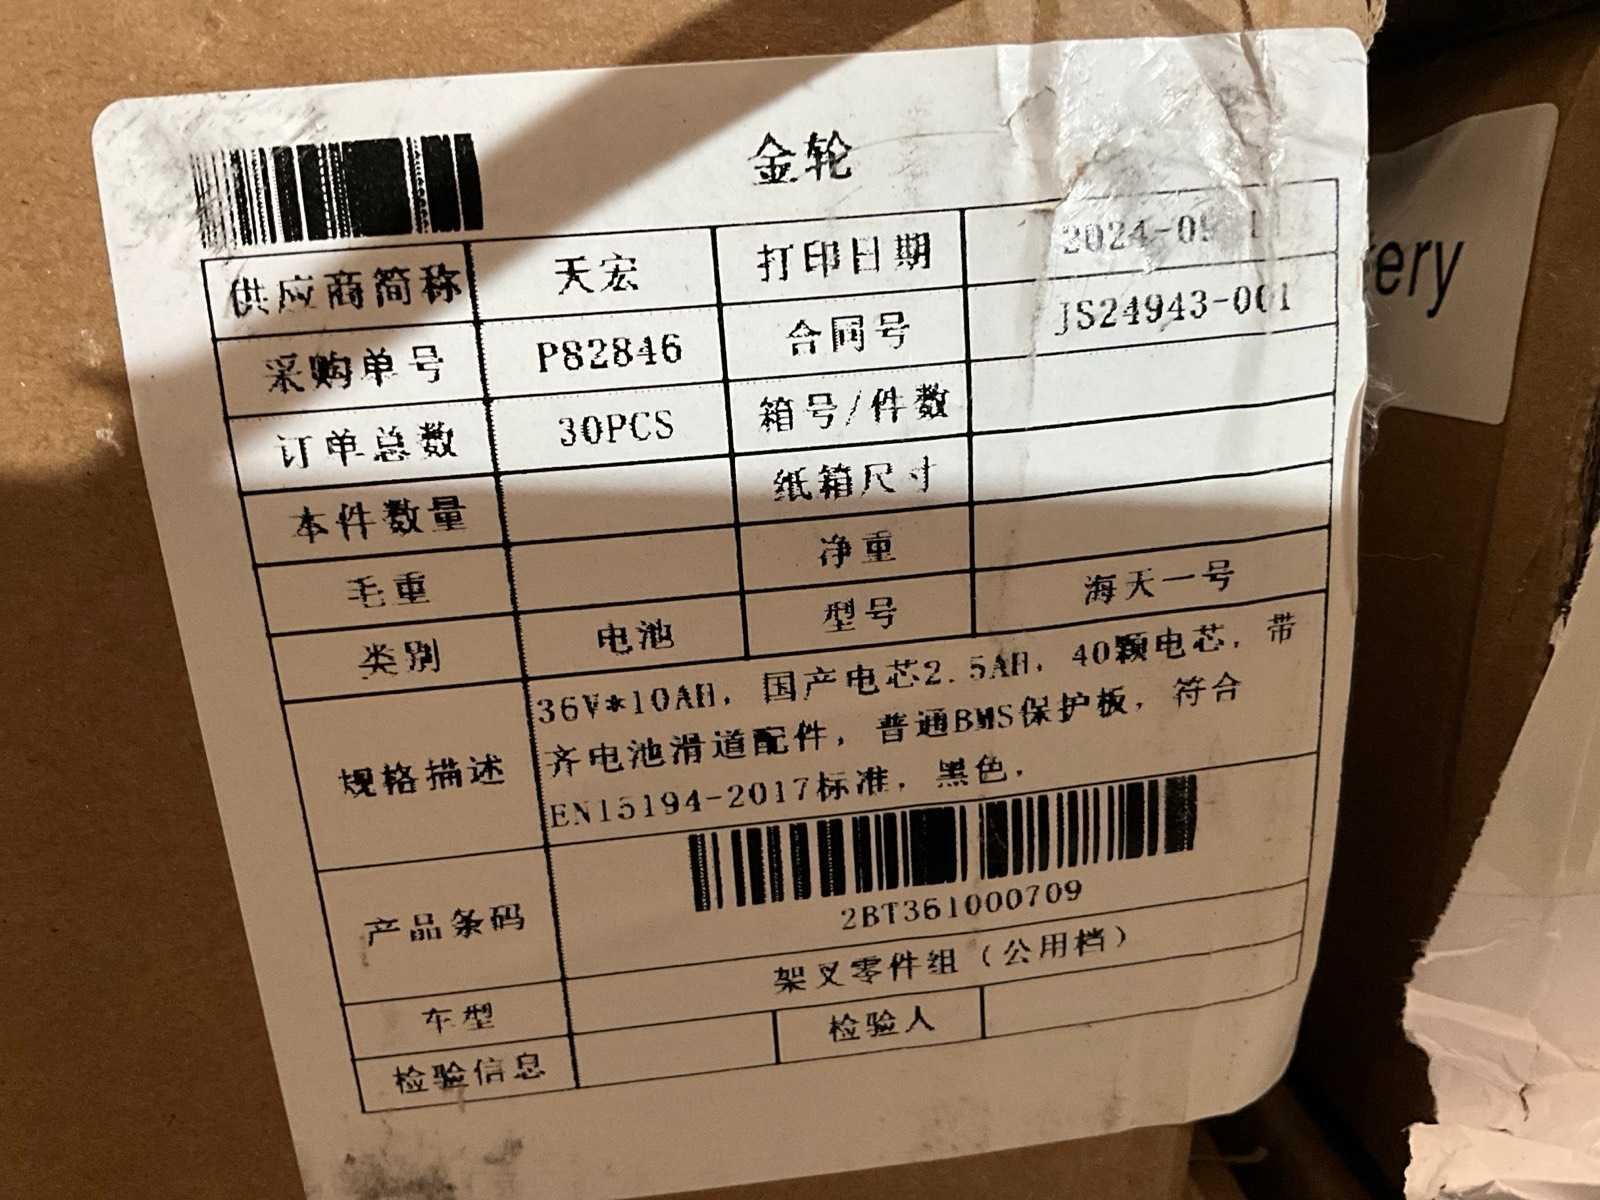 金轮
供应商简称 天宏 打印日期
采购单号 P82846 合同号 JS24943-001
订单总数 30PCS 箱号/件数
本件数量 纸箱尺寸
毛重 净重
类别 电池 型号 海天一号
规格描述
36V*10AH, 国产电芯2.5AH, 40颗电芯, 带
齐电池滑道配件, 普通BMS保护板, 符合
EN15194-2017标准, 黑色.
产品条码
2BT361000709
车型 架叉零件组(公用档)
检验信息 检验人